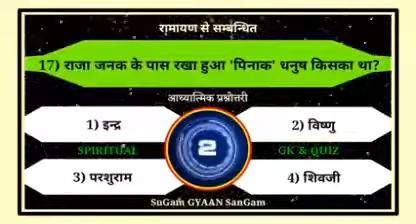 रामायण से सम्बन्धित
17) राजा जनक के पास रखा हुआ 'पिनाक' धनुष किसका था?
आध्यात्मिक प्रश्नोत्तरी
1) इन्द्र
2) विष्णु
SPIRITUAL
2
GK & QUIZ
3) परशुराम
4) शिवजी
SuGam GYAAN SanGam